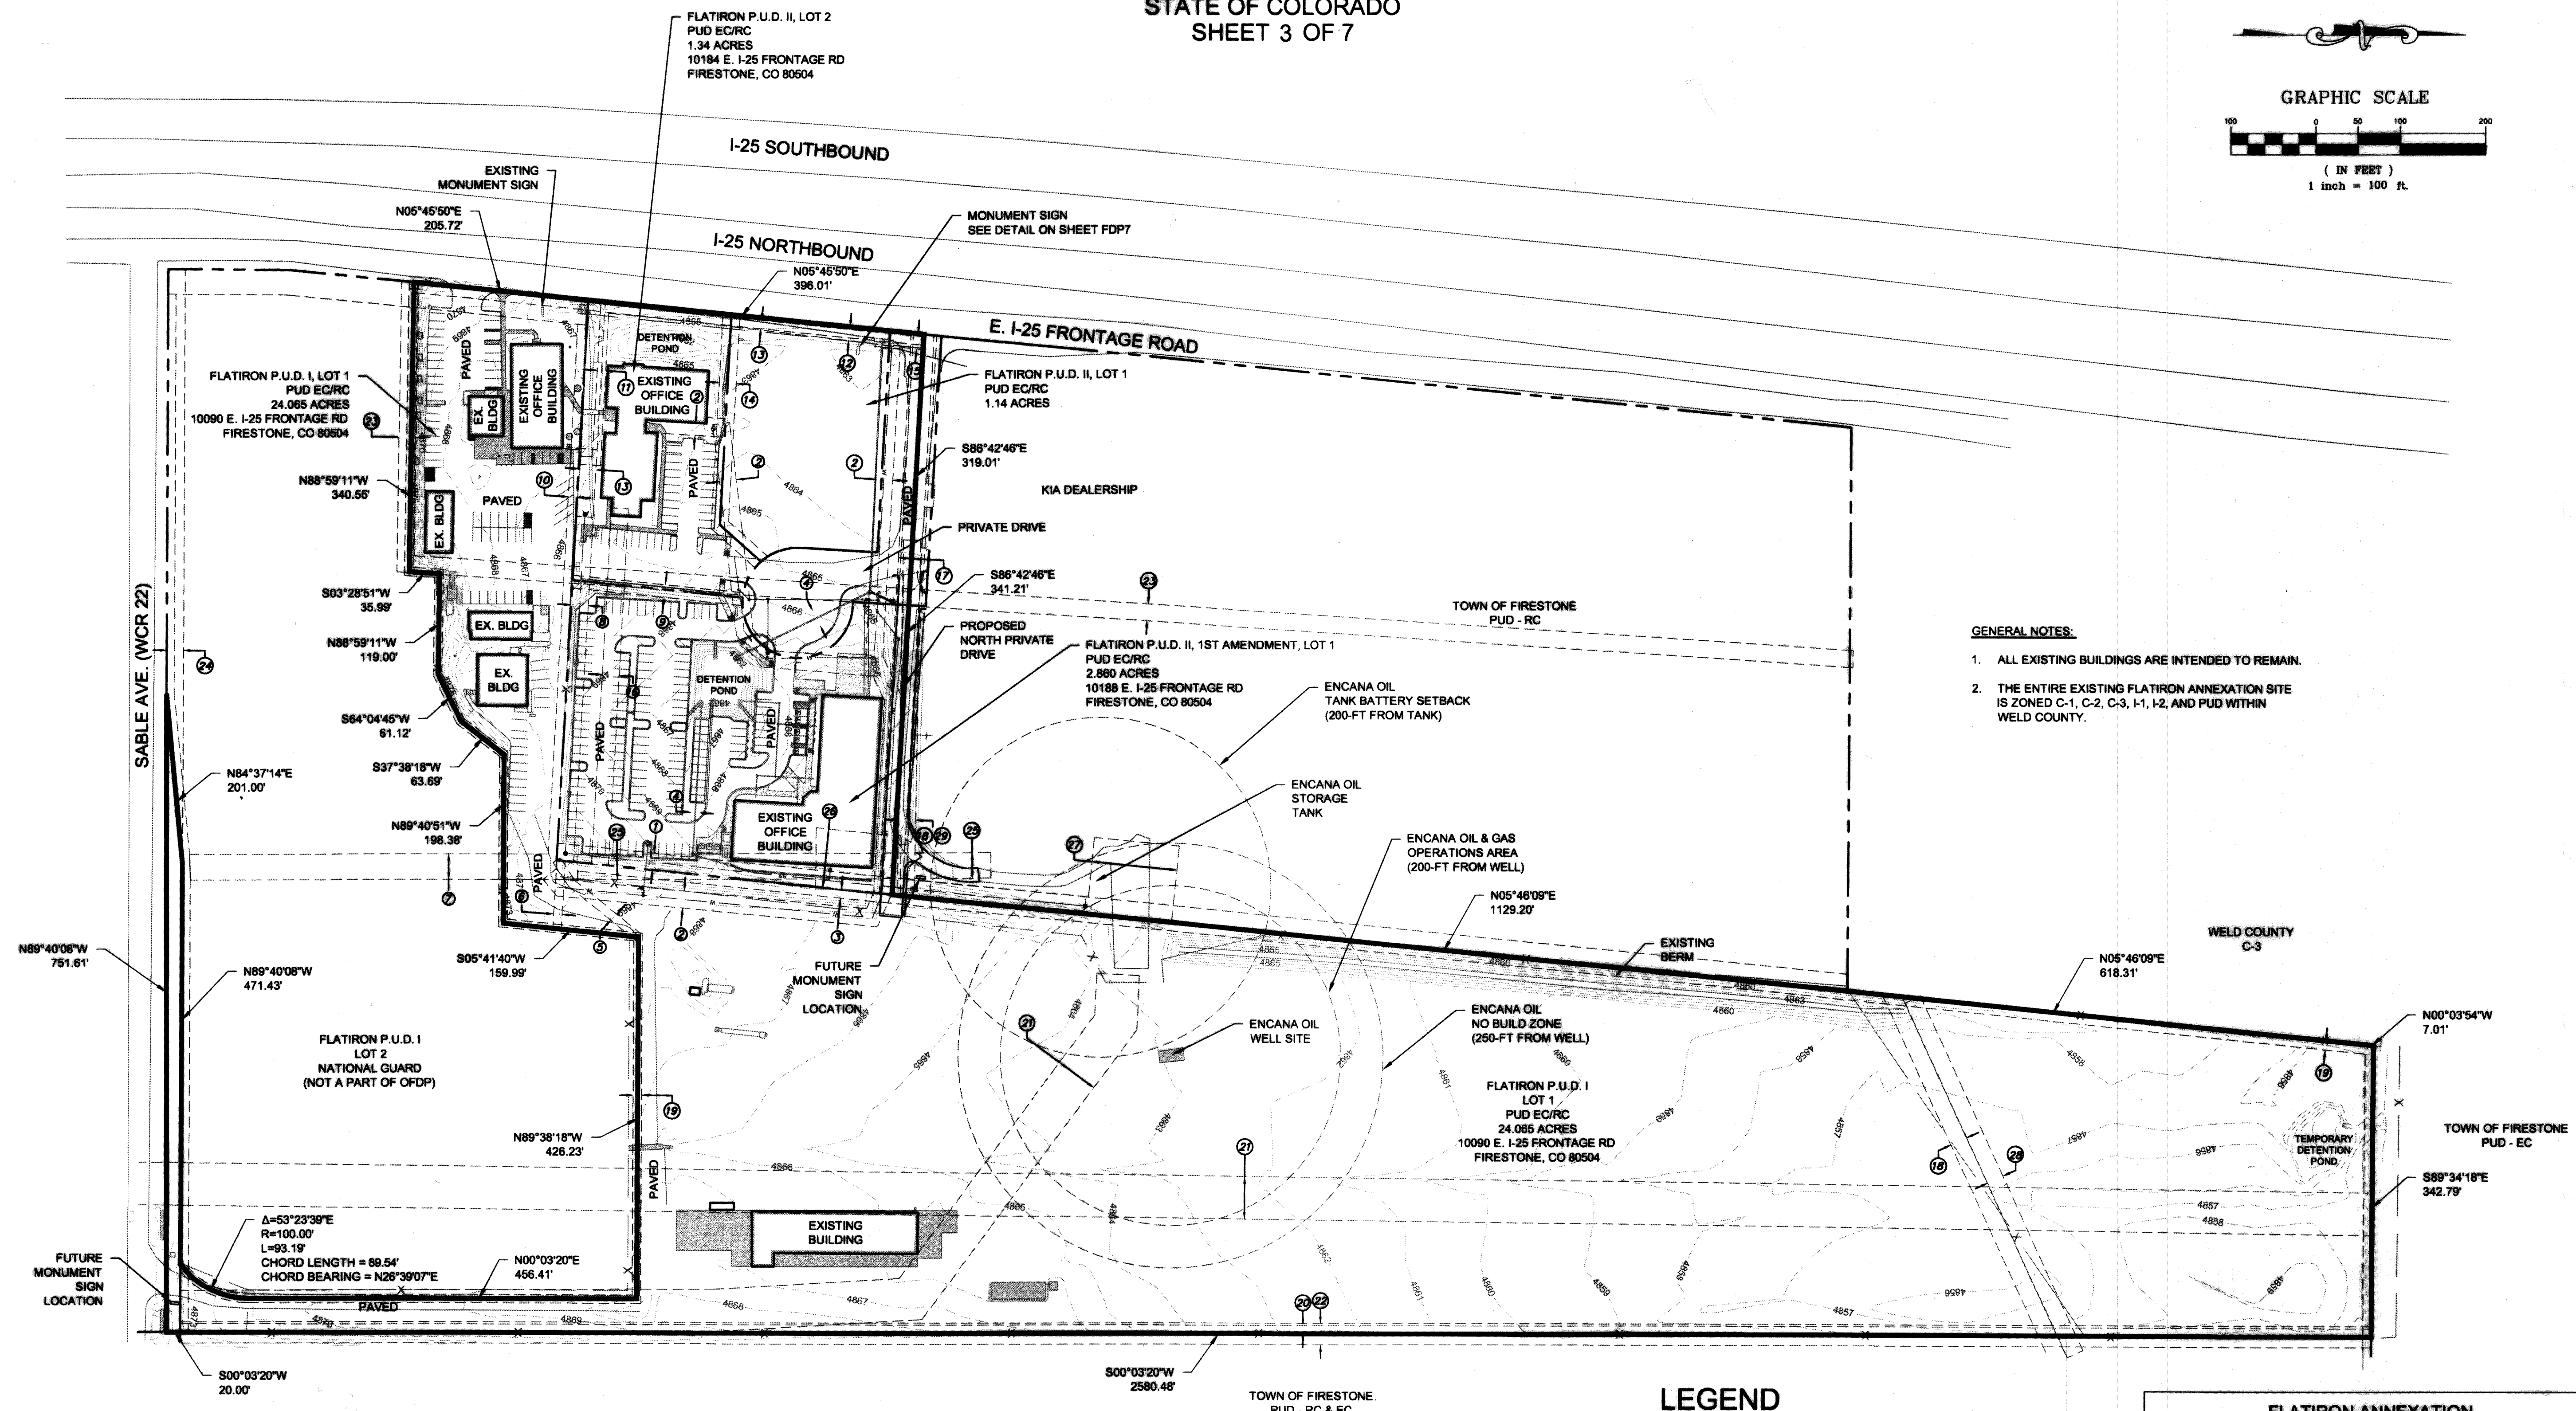 STATE OF COLORADO
SHEET 3 OF 7
FLATIRON P.U.D. II, LOT 2
PUD EC/RC
1.34 ACRES
10184 E. I-25 FRONTAGE RD
FIRESTONE, CO 80504
GRAPHIC SCALE
100 0 50 100 200
( IN FEET )
1 inch = 100 ft.
I-25 SOUTHBOUND
EXISTING
MONUMENT SIGN
N05°45'50"E
205.72'
MONUMENT SIGN
SEE DETAIL ON SHEET FDP7
I-25 NORTHBOUND
N05°45'50"E
396.01'
E. I-25 FRONTAGE ROAD
DETENTION
POND
FLATIRON P.U.D. I, LOT 1
PUD EC/RC
24.065 ACRES
10090 E. I-25 FRONTAGE RD
FIRESTONE, CO 80504
PAVED
EX.
BLDG
EXISTING
OFFICE
BUILDING
EXISTING
OFFICE
BUILDING
FLATIRON P.U.D. II, LOT 1
PUD EC/RC
1.14 ACRES
S86°42'46"E
319.01'
KIA DEALERSHIP
N88°59'11"W
340.55'
EX. BLDG
PAVED
PAVED
PAVED
PRIVATE DRIVE
S86°42'46"E
341.21'
S03°28'51"W
35.99'
EX. BLDG
TOWN OF FIRESTONE
PUD - RC
PROPOSED
NORTH PRIVATE
DRIVE
N88°59'11"W
119.00'
EX.
BLDG
FLATIRON P.U.D. II, 1ST AMENDMENT, LOT 1
PUD EC/RC
2.860 ACRES
10188 E. I-25 FRONTAGE RD
FIRESTONE, CO 80504
GENERAL NOTES:
1. ALL EXISTING BUILDINGS ARE INTENDED TO REMAIN.
2. THE ENTIRE EXISTING FLATIRON ANNEXATION SITE
IS ZONED C-1, C-2, C-3, I-1, I-2, AND PUD WITHIN
WELD COUNTY.
SABLE AVE. (WCR 22)
DETENTION
POND
ENCANA OIL
TANK BATTERY SETBACK
(200-FT FROM TANK)
S64°04'45"W
61.12'
PAVED
PAVED
S37°38'18"W
63.69'
N84°37'14"E
201.00'
ENCANA OIL
STORAGE
TANK
N89°40'51"W
198.38'
EXISTING
OFFICE
BUILDING
ENCANA OIL & GAS
OPERATIONS AREA
(200-FT FROM WELL)
PAVED
N05°46'09"E
1129.20'
EXISTING
BERM
WELD COUNTY
C-3
N89°40'08"W
751.61'
S05°41'40"W
159.99'
N89°40'08"W
471.43'
FUTURE
MONUMENT
SIGN
LOCATION
N05°46'09"E
618.31'
ENCANA OIL
WELL SITE
ENCANA OIL
NO BUILD ZONE
(250-FT FROM WELL)
N00°03'54"W
7.01'
FLATIRON P.U.D. I
LOT 2
NATIONAL GUARD
(NOT A PART OF OFDP)
FLATIRON P.U.D. I
LOT 1
PUD EC/RC
24.065 ACRES
10090 E. I-25 FRONTAGE RD
FIRESTONE, CO 80504
N89°38'18"W
426.23'
PAVED
TEMPORARY
DETENTION
POND
TOWN OF FIRESTONE
PUD - EC
S89°34'18"E
342.79'
Δ=53°23'39"E
R=100.00'
L=93.19'
CHORD LENGTH = 89.54'
CHORD BEARING = N26°39'07"E
N00°03'20"E
456.41'
EXISTING
BUILDING
FUTURE
MONUMENT
SIGN
LOCATION
PAVED
S00°03'20"W
20.00'
S00°03'20"W
2580.48'
TOWN OF FIRESTONE
PUD - RC & EC
LEGEND
FLATIRON ANNEXATION